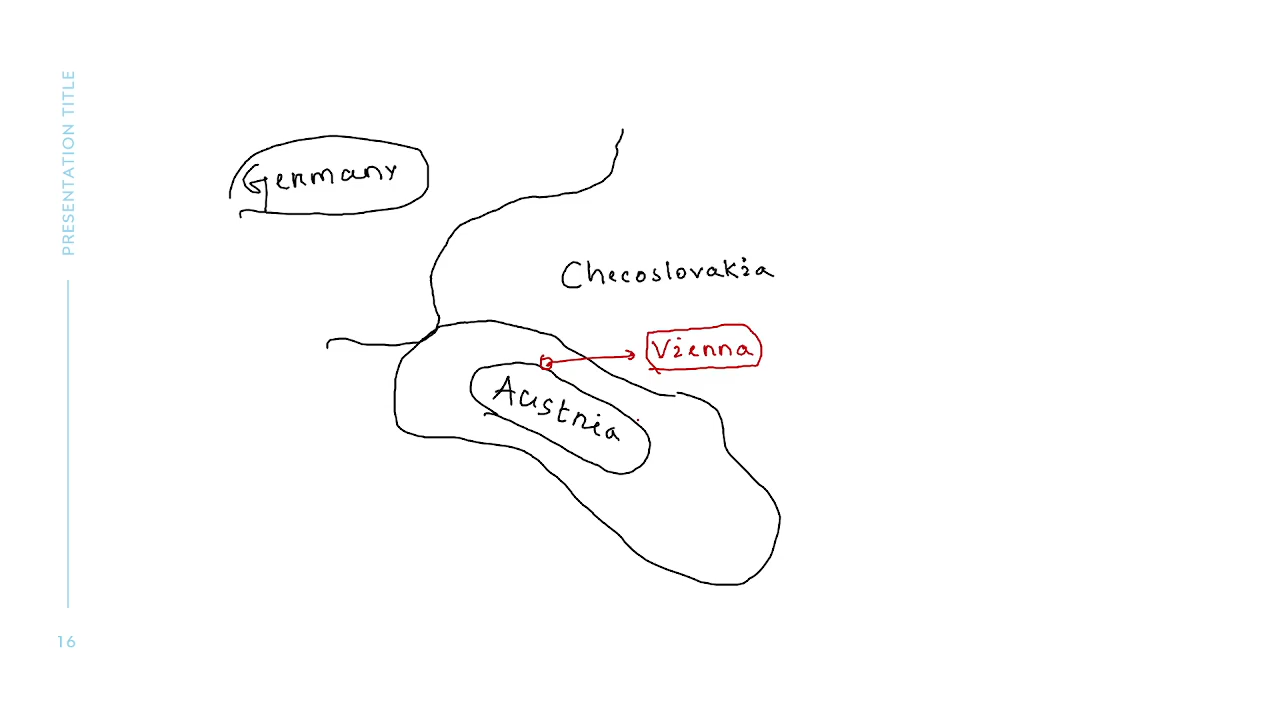 PRESENTATION TITLE
Germany
Checoslovakia
Vienna
Austria
16